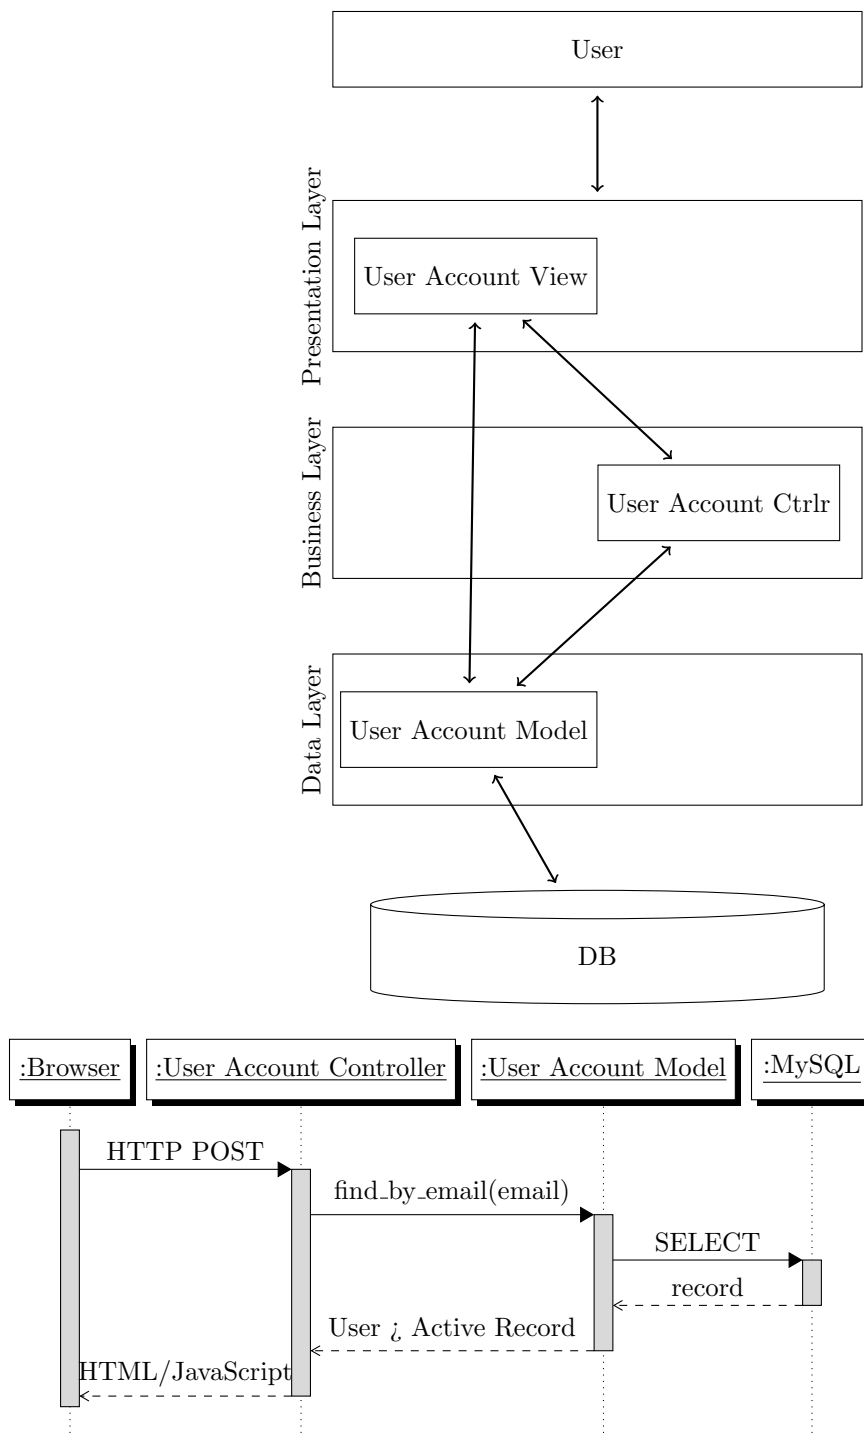 User
Presentation Layer
User Account View
Business Layer
User Account Ctrlr
Data Layer
User Account Model
DB
:Browser
:User Account Controller
:User Account Model
:MySQL
HTTP POST
find_by_email(email)
SELECT
record
User ¿ Active Record
HTML/JavaScript